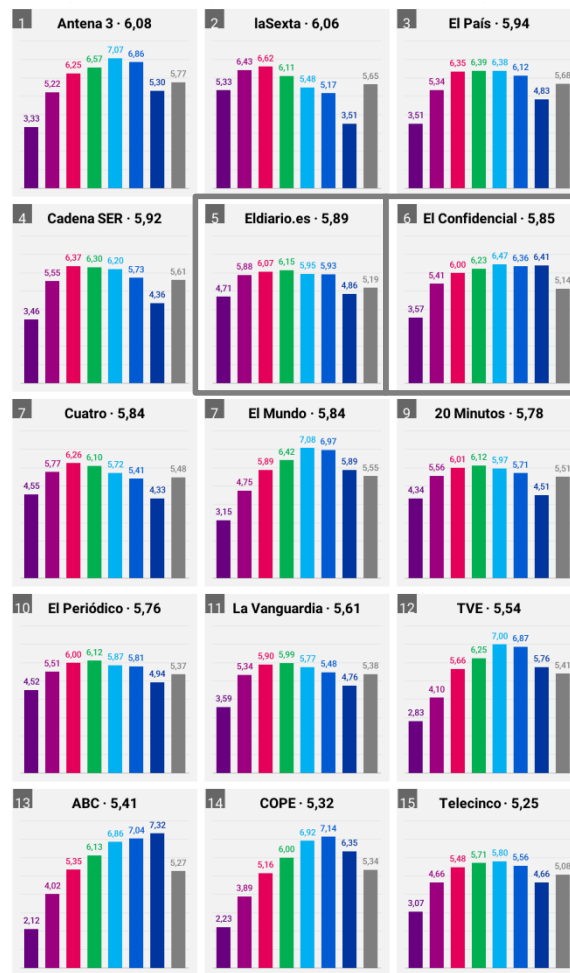 1 Antena 3 · 6,08
3,33 5,22 6,25 6,57 7,07 6,86 5,30 5,77
2 laSexta · 6,06
5,33 6,43 6,62 6,11 5,48 5,17 3,51 5,65
3 El País · 5,94
3,51 5,34 6,35 6,39 6,38 6,12 4,83 5,68
4 Cadena SER · 5,92
3,46 5,55 6,37 6,30 6,20 5,73 4,36 5,61
5 Eldiario.es · 5,89
4,71 5,88 6,07 6,15 5,95 5,93 4,86 5,19
6 El Confidencial · 5,85
3,57 5,41 6,00 6,23 6,47 6,36 6,41 5,14
7 Cuatro · 5,84
4,55 5,77 6,26 6,10 5,72 5,41 4,33 5,48
7 El Mundo · 5,84
3,15 4,75 5,89 6,42 7,08 6,97 5,89 5,55
9 20 Minutos · 5,78
4,34 5,56 6,01 6,12 5,97 5,71 4,51 5,51
10 El Periódico · 5,76
4,52 5,51 6,00 6,12 5,87 5,81 4,94 5,37
11 La Vanguardia · 5,61
3,59 5,34 5,90 5,99 5,77 5,48 4,76 5,38
12 TVE · 5,54
2,83 4,10 5,66 6,25 7,00 6,87 5,76 5,41
13 ABC · 5,41
2,12 4,02 5,35 6,13 6,86 7,04 7,32 5,27
14 COPE · 5,32
2,23 3,89 5,16 6,00 6,92 7,14 6,35 5,34
15 Telecinco · 5,25
3,07 4,66 5,48 5,71 5,80 5,56 4,66 5,08